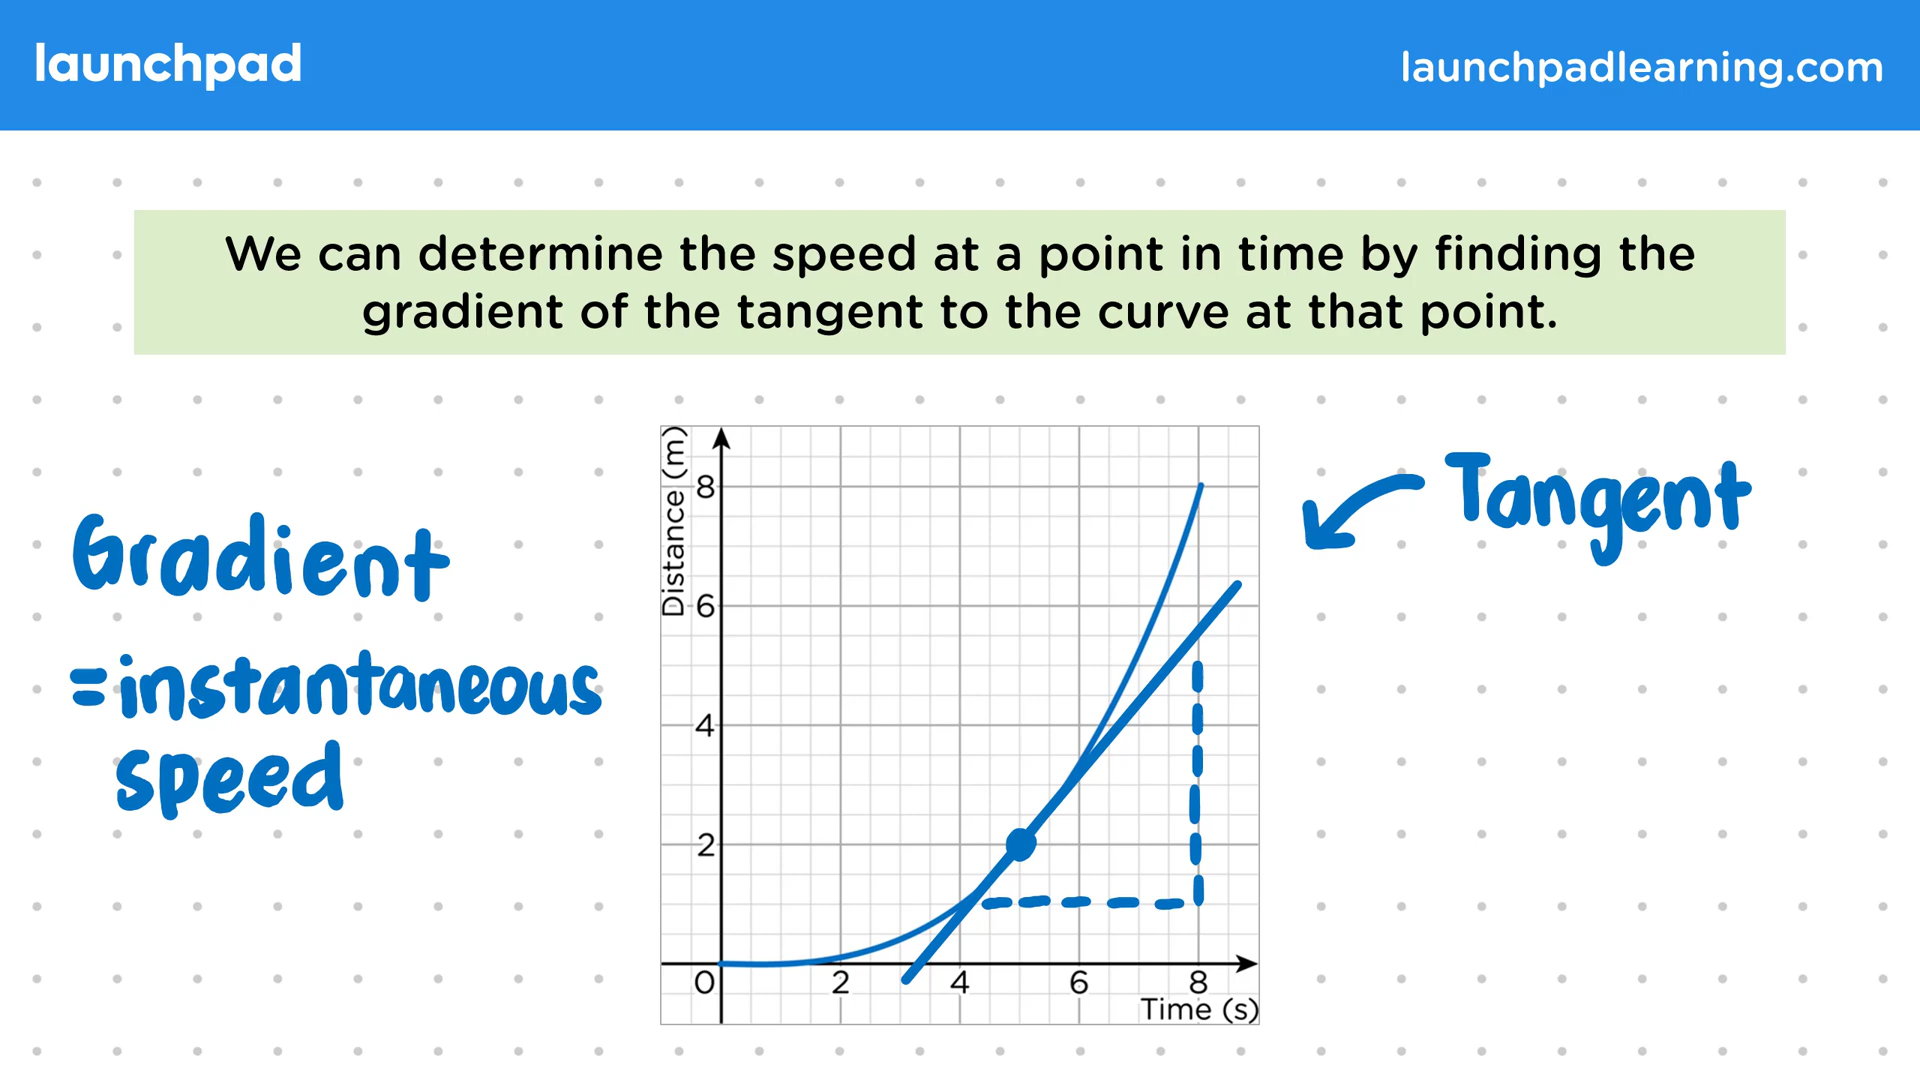 launchpad
launchpadlearning.com
We can determine the speed at a point in time by finding the
gradient of the tangent to the curve at that point.
Gradient
=instantaneous
speed
Distance (m)
8
6
4
2
0
2
4
6
8
Time (s)
Tangent